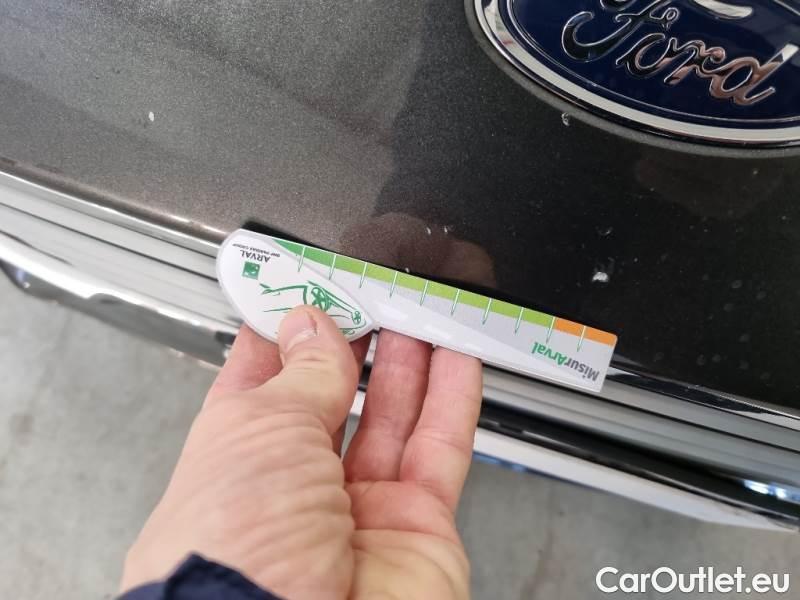 Ford
BNP PARIBAS GROUP
ARVAL
MisurArval
CarOutlet.eu